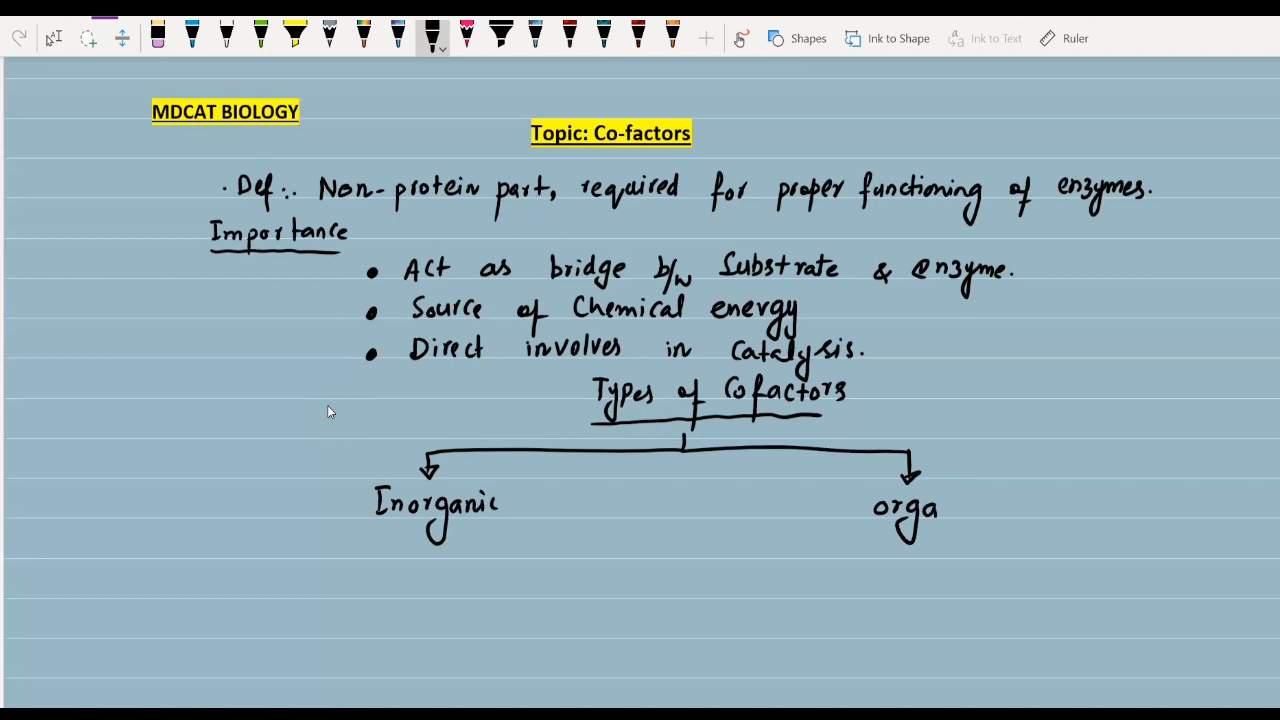 Shapes Ink to Shape Ink to Text Ruler
MDCAT BIOLOGY
Topic: Co-factors
. Def:. Non-protein part, required for proper functioning of enzymes.
Importance
• Act as bridge b/w Substrate & enzyme.
• Source of Chemical energy
• Direct involves in Catalysis.
Types of Cofactors
Inorganic orga